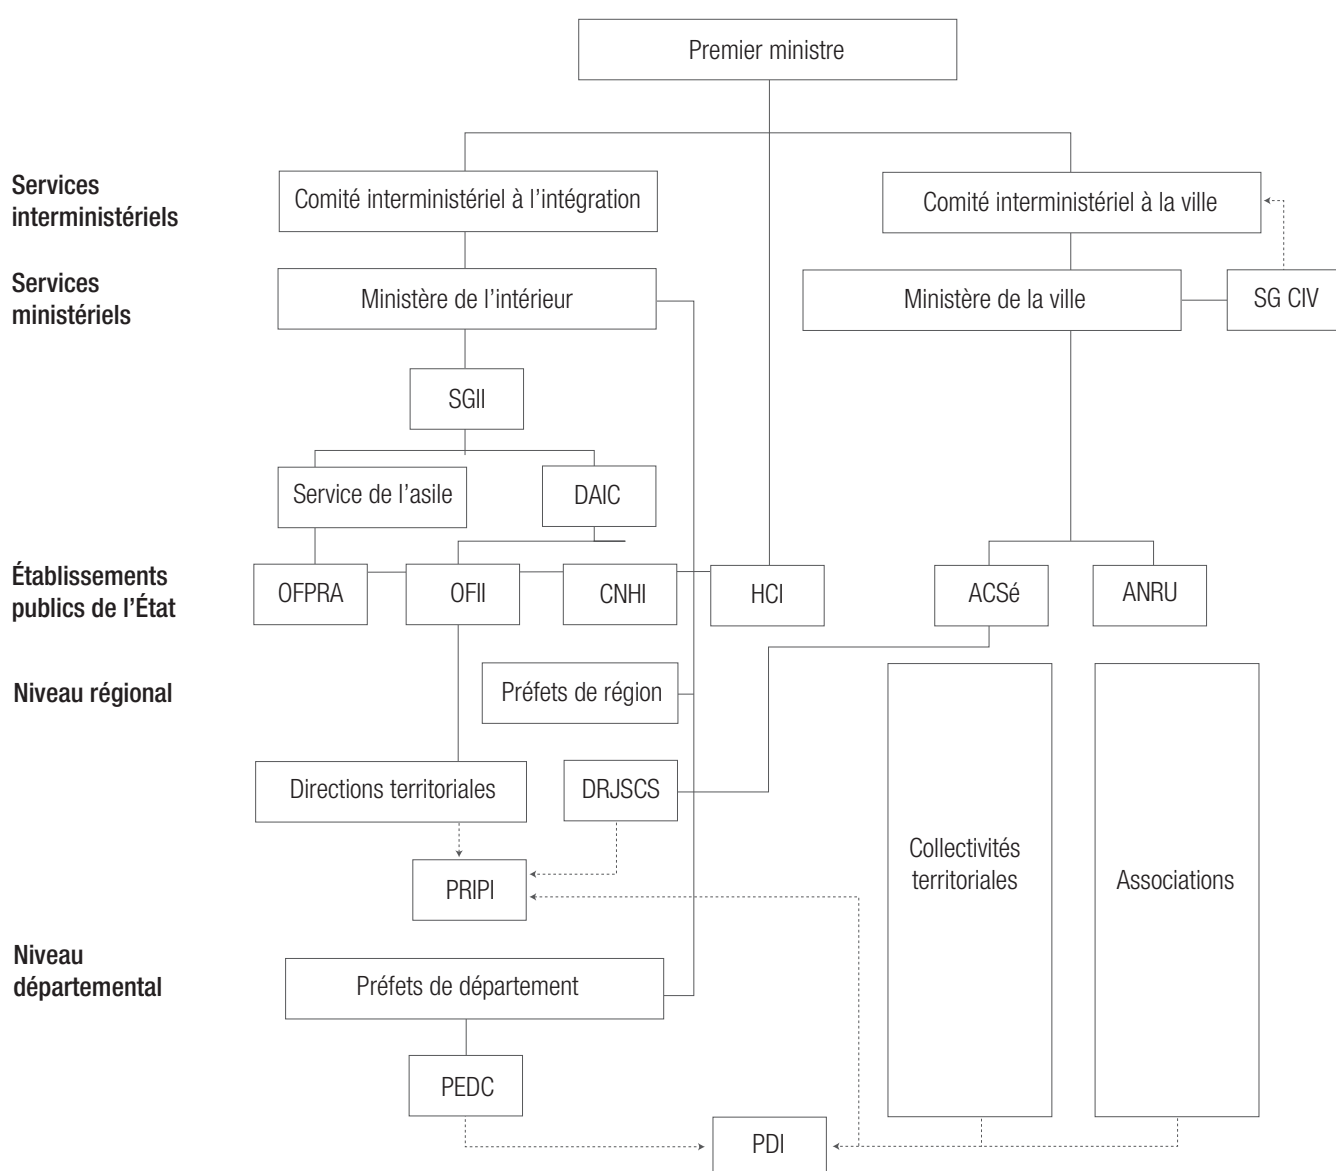 Premier ministre
Services
interministériels
Comité interministériel à l'intégration
Comité interministériel à la ville
Services
ministériels
Ministère de l'intérieur
Ministère de la ville
SG CIV
SGII
Service de l'asile
DAIC
Établissements
publics de l'État
OFPRA
OFII
CNHI
HCI
ACSé
ANRU
Niveau régional
Préfets de région
Directions territoriales
DRJSCS
Collectivités
territoriales
Associations
PRIPI
Niveau
départemental
Préfets de département
PEDC
PDI